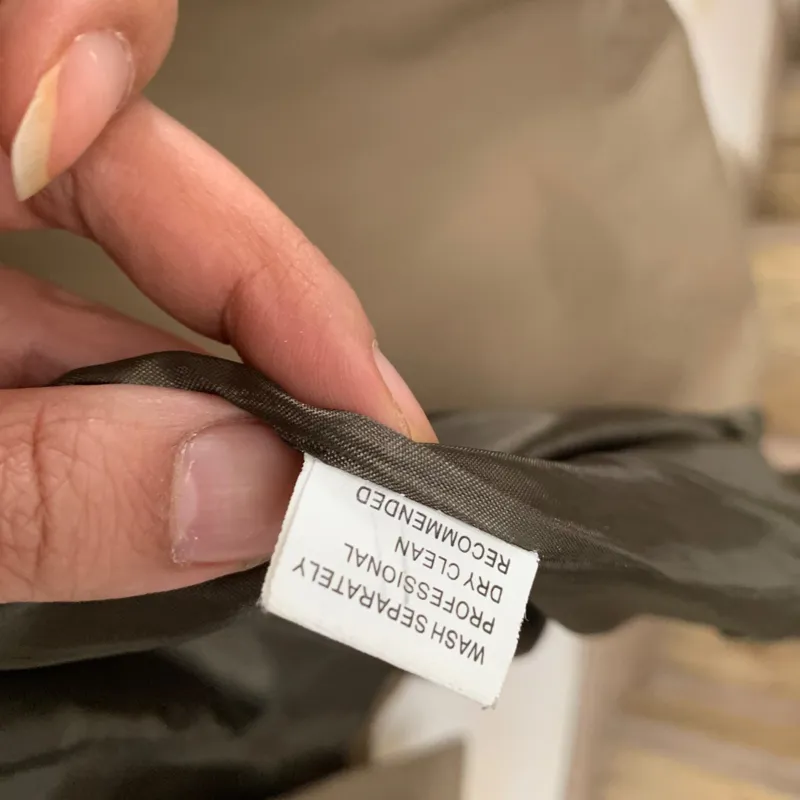 WASH SEPARATELY
PROFESSIONAL
DRY CLEAN
RECOMMENDED